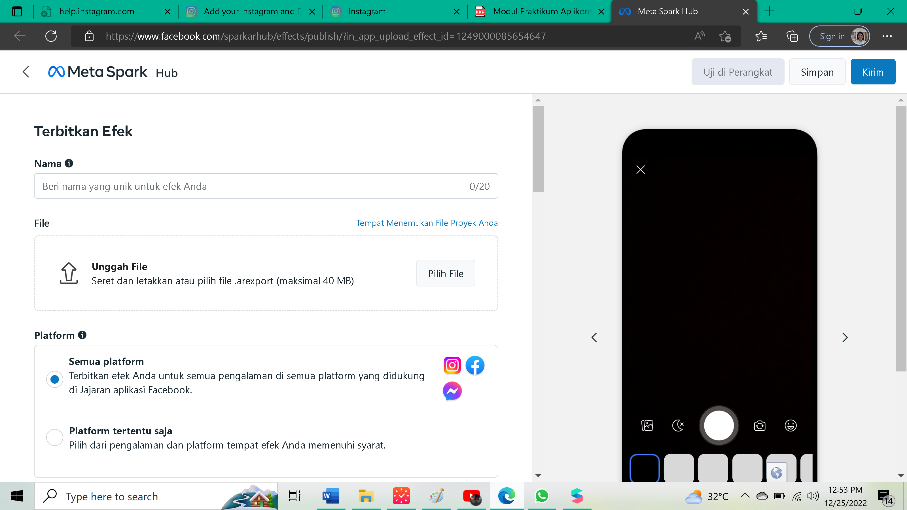 help.instagram.com
Add your Instagram and F
Instagram
Modul Praktikum Aplikas
Meta Spark Hub
https://www.facebook.com/sparkarhub/effects/publish/?in_app_upload_effect_id=1249000085654647
Sign in
Meta Spark Hub
Uji di Perangkat
Simpan
Kirim
Terbitkan Efek
Nama
Beri nama yang unik untuk efek Anda
0/20
File
Tempat Menemukan File Proyek Anda
Unggah File
Seret dan letakkan atau pilih file .arexport (maksimal 40 MB)
Pilih File
Platform
Semua platform
Terbitkan efek Anda untuk semua pengalaman di semua platform yang didukung
di Jajaran aplikasi Facebook.
Platform tertentu saja
Pilih dari pengalaman dan platform tempat efek Anda memenuhi syarat.
Type here to search
32°C
12:53 PM
12/25/2022
14